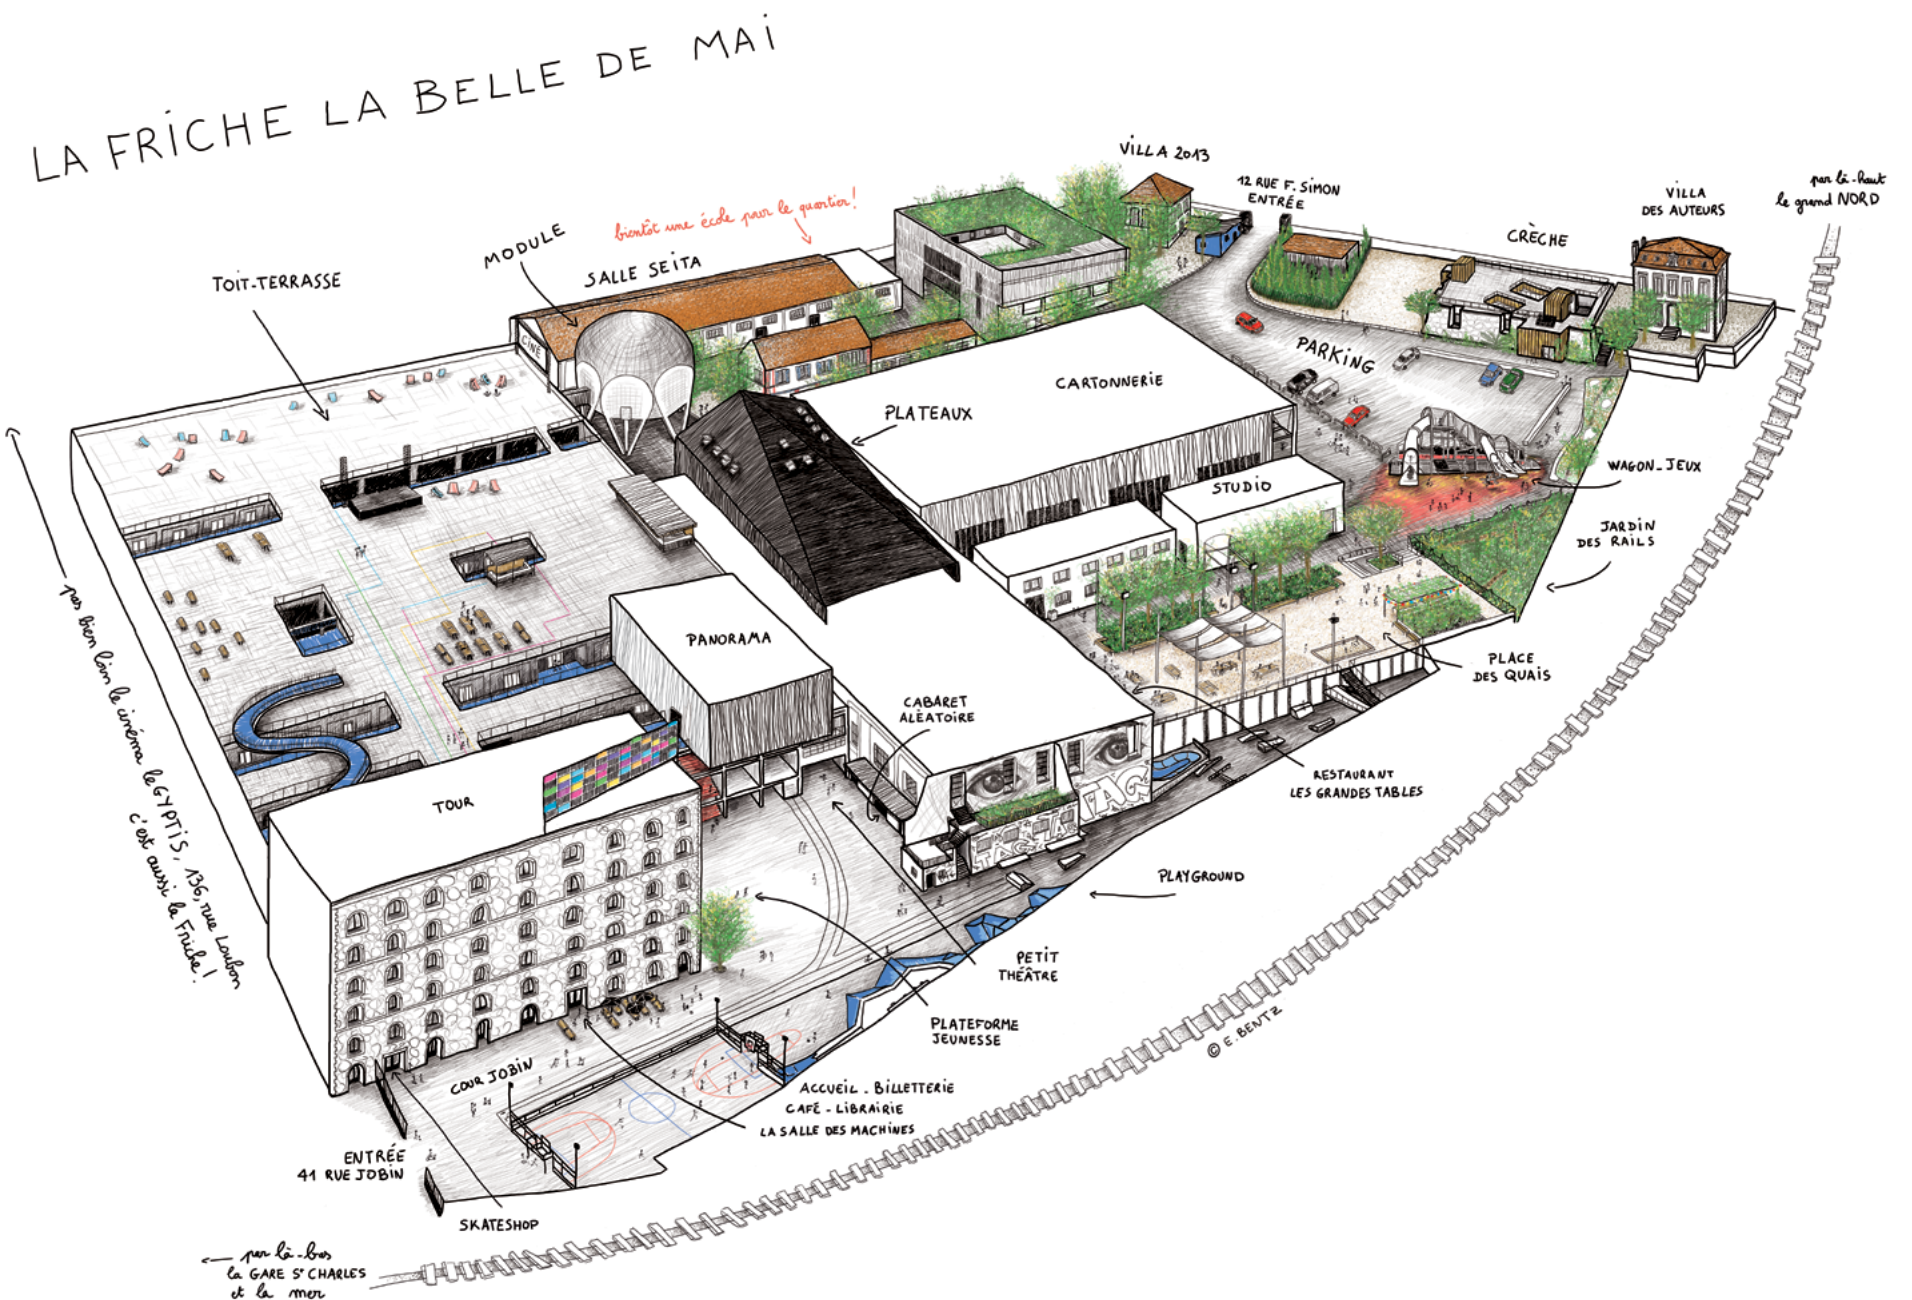 LA FRICHE LA BELLE DE MAI
VILLA 2013
12 RUE F. SIMON
ENTRÉE
par là-haut
le grand NORD
VILLA
DES AUTEURS
CRÈCHE
bientôt une école pour le quartier!
MODULE
SALLE SEITA
TOIT-TERRASSE
CINÉ
PARKING
CARTONNERIE
PLATEAUX
WAGON-JEUX
STUDIO
JARDIN
DES RAILS
PANORAMA
PLACE
DES QUAIS
CABARET
ALÉATOIRE
RESTAURANT
LES GRANDES TABLES
TOUR
TAG
PLAYGROUND
pas bien loin le cinéma le GYPTIS, 136, rue Loubon
c'est aussi la Friche!
PETIT
THÉÂTRE
PLATEFORME
JEUNESSE
© E. BENTZ
COUR JOBIN
ACCUEIL - BILLETTERIE
CAFÉ - LIBRAIRIE
LA SALLE DES MACHINES
ENTRÉE
41 RUE JOBIN
SKATESHOP
par là-bas
la GARE St CHARLES
et la mer